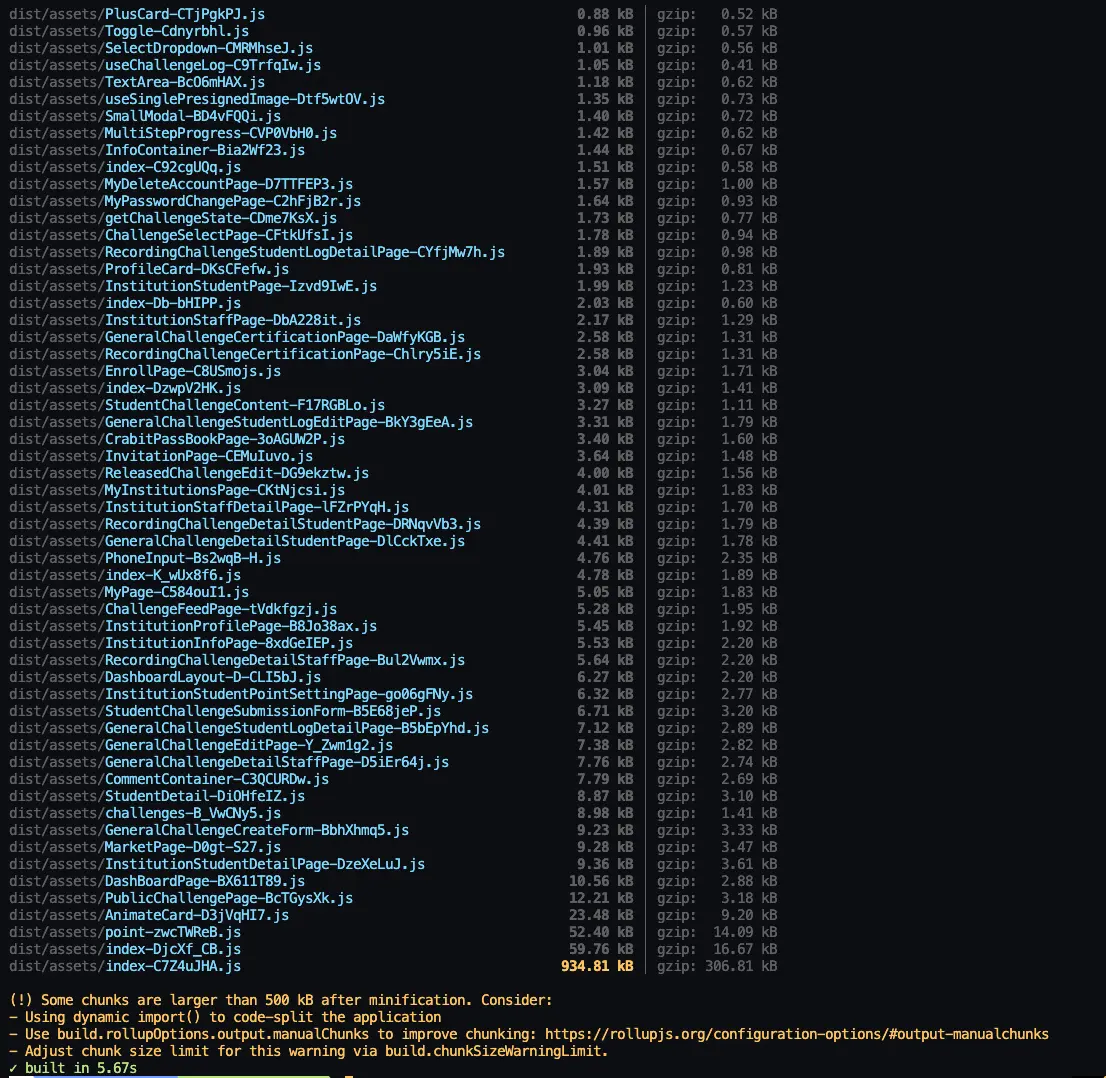 dist/assets/PlusCard-CTjPgkPJ.js 0.88 kB │ gzip: 0.52 kB
dist/assets/Toggle-Cdnyrbhl.js 0.96 kB │ gzip: 0.57 kB
dist/assets/SelectDropdown-CMRMhseJ.js 1.01 kB │ gzip: 0.56 kB
dist/assets/useChallengeLog-C9TrfqIw.js 1.05 kB │ gzip: 0.41 kB
dist/assets/TextArea-BcO6mHAX.js 1.18 kB │ gzip: 0.62 kB
dist/assets/useSinglePresignedImage-Dtf5wtOV.js 1.35 kB │ gzip: 0.73 kB
dist/assets/SmallModal-BD4vFQQi.js 1.40 kB │ gzip: 0.72 kB
dist/assets/MultiStepProgress-CVP0VbH0.js 1.42 kB │ gzip: 0.62 kB
dist/assets/InfoContainer-Bia2Wf23.js 1.44 kB │ gzip: 0.67 kB
dist/assets/index-C92cgUQq.js 1.51 kB │ gzip: 0.58 kB
dist/assets/MyDeleteAccountPage-D7TTFEP3.js 1.57 kB │ gzip: 1.00 kB
dist/assets/MyPasswordChangePage-C2hFjB2r.js 1.64 kB │ gzip: 0.93 kB
dist/assets/getChallengeState-CDme7KsX.js 1.73 kB │ gzip: 0.77 kB
dist/assets/ChallengeSelectPage-CFtkUfsI.js 1.78 kB │ gzip: 0.94 kB
dist/assets/RecordingChallengeStudentLogDetailPage-CYfjMw7h.js 1.89 kB │ gzip: 0.98 kB
dist/assets/ProfileCard-DKsCFefw.js 1.93 kB │ gzip: 0.81 kB
dist/assets/InstitutionStudentPage-Izvd9IwE.js 1.99 kB │ gzip: 1.23 kB
dist/assets/index-Db-bHIPP.js 2.03 kB │ gzip: 0.60 kB
dist/assets/InstitutionStaffPage-DbA228it.js 2.17 kB │ gzip: 1.29 kB
dist/assets/GeneralChallengeCertificationPage-DaWfyKGB.js 2.58 kB │ gzip: 1.31 kB
dist/assets/RecordingChallengeCertificationPage-Chlry5iE.js 2.58 kB │ gzip: 1.31 kB
dist/assets/EnrollPage-C8USmojs.js 3.04 kB │ gzip: 1.71 kB
dist/assets/index-DzwpV2HK.js 3.09 kB │ gzip: 1.41 kB
dist/assets/StudentChallengeContent-F17RGBLo.js 3.27 kB │ gzip: 1.11 kB
dist/assets/GeneralChallengeStudentLogEditPage-BkY3gEeA.js 3.31 kB │ gzip: 1.79 kB
dist/assets/CrabitPassBookPage-3oAGUW2P.js 3.40 kB │ gzip: 1.60 kB
dist/assets/InvitationPage-CEMuIuvo.js 3.64 kB │ gzip: 1.48 kB
dist/assets/ReleasedChallengeEdit-DG9ekztw.js 4.00 kB │ gzip: 1.56 kB
dist/assets/MyInstitutionsPage-CKtNjcsi.js 4.01 kB │ gzip: 1.83 kB
dist/assets/InstitutionStaffDetailPage-lFZrPYqH.js 4.31 kB │ gzip: 1.70 kB
dist/assets/RecordingChallengeDetailStudentPage-DRNqvVb3.js 4.39 kB │ gzip: 1.79 kB
dist/assets/GeneralChallengeDetailStudentPage-DlCckTxe.js 4.41 kB │ gzip: 1.78 kB
dist/assets/PhoneInput-Bs2wqB-H.js 4.76 kB │ gzip: 2.35 kB
dist/assets/index-K_wUx8f6.js 4.78 kB │ gzip: 1.89 kB
dist/assets/MyPage-C584ouI1.js 5.05 kB │ gzip: 1.83 kB
dist/assets/ChallengeFeedPage-tVdkfgzj.js 5.28 kB │ gzip: 1.95 kB
dist/assets/InstitutionProfilePage-B8Jo38ax.js 5.45 kB │ gzip: 1.92 kB
dist/assets/InstitutionInfoPage-8xdGeIEP.js 5.53 kB │ gzip: 2.20 kB
dist/assets/RecordingChallengeDetailStaffPage-Bul2Vwmx.js 5.64 kB │ gzip: 2.20 kB
dist/assets/DashboardLayout-D-CLI5bJ.js 6.27 kB │ gzip: 2.20 kB
dist/assets/InstitutionStudentPointSettingPage-go06gFNy.js 6.32 kB │ gzip: 2.77 kB
dist/assets/StudentChallengeSubmissionForm-B5E68jeP.js 6.71 kB │ gzip: 3.20 kB
dist/assets/GeneralChallengeStudentLogDetailPage-B5bEpYhd.js 7.12 kB │ gzip: 2.89 kB
dist/assets/GeneralChallengeEditPage-Y_Zwm1g2.js 7.38 kB │ gzip: 2.82 kB
dist/assets/GeneralChallengeDetailStaffPage-D5iEr64j.js 7.76 kB │ gzip: 2.74 kB
dist/assets/CommentContainer-C3QCURDw.js 7.79 kB │ gzip: 2.69 kB
dist/assets/StudentDetail-DiOHfeIZ.js 8.87 kB │ gzip: 3.10 kB
dist/assets/challenges-B_VwCNy5.js 8.98 kB │ gzip: 1.41 kB
dist/assets/GeneralChallengeCreateForm-BbhXhmq5.js 9.23 kB │ gzip: 3.33 kB
dist/assets/MarketPage-D0gt-S27.js 9.28 kB │ gzip: 3.47 kB
dist/assets/InstitutionStudentDetailPage-DzeXeLuJ.js 9.36 kB │ gzip: 3.61 kB
dist/assets/DashBoardPage-BX611T89.js 10.56 kB │ gzip: 2.88 kB
dist/assets/PublicChallengePage-BcTGysXk.js 12.21 kB │ gzip: 3.18 kB
dist/assets/AnimateCard-D3jVqHI7.js 23.48 kB │ gzip: 9.20 kB
dist/assets/point-zwcTWReB.js 52.40 kB │ gzip: 14.09 kB
dist/assets/index-DjcXf_CB.js 59.76 kB │ gzip: 16.67 kB
dist/assets/index-C7Z4uJHA.js 934.81 kB │ gzip: 306.81 kB
(!) Some chunks are larger than 500 kB after minification. Consider:
- Using dynamic import() to code-split the application
- Use build.rollupOptions.output.manualChunks to improve chunking: https://rollupjs.org/configuration-options/#output-manualchunks
- Adjust chunk size limit for this warning via build.chunkSizeWarningLimit.
✓ built in 5.67s